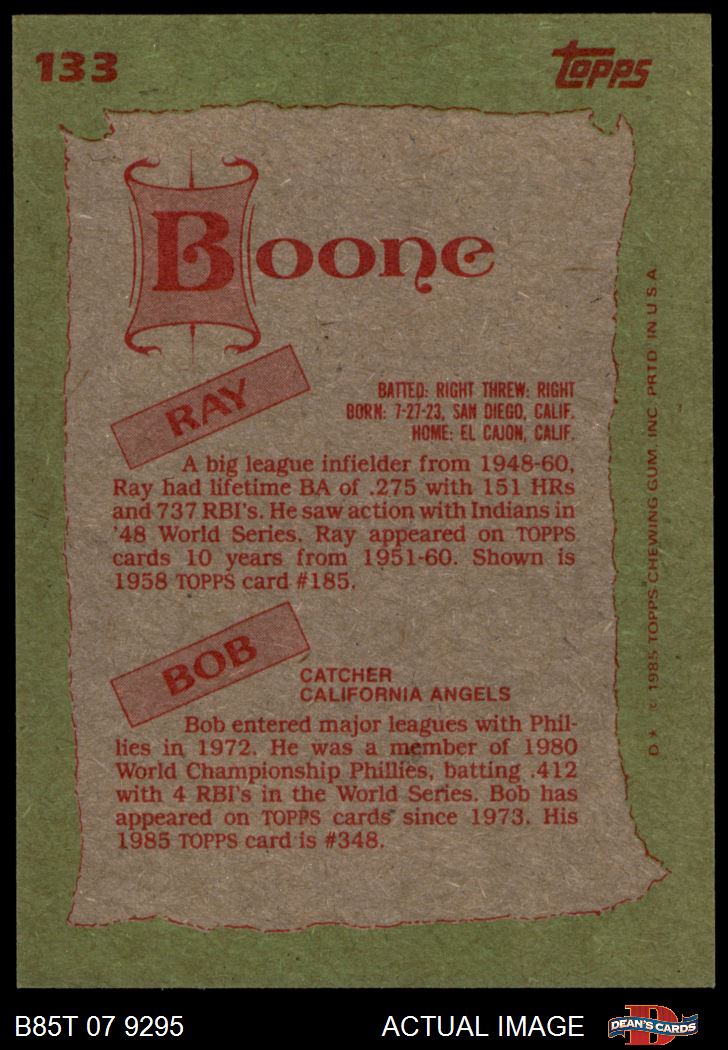 133
TOPPS
Boone
RAY
BATTED: RIGHT THREW: RIGHT
BORN: 7-27-23, SAN DIEGO, CALIF.
HOME: EL CAJON, CALIF.
A big league infielder from 1948-60,
Ray had lifetime BA of .275 with 151 HRs
and 737 RBI's. He saw action with Indians in
'48 World Series. Ray appeared on TOPPS
cards 10 years from 1951-60. Shown is
1958 TOPPS card #185.
BOB
CATCHER
CALIFORNIA ANGELS
Bob entered major leagues with Phil-
lies in 1972. He was a member of 1980
World Championship Phillies, batting .412
with 4 RBI's in the World Series. Bob has
appeared on TOPPS cards since 1973. His
1985 TOPPS card is #348.
D* © 1985 TOPPS CHEWING GUM, INC. PRTD. IN U.S.A.
B85T 07 9295
ACTUAL IMAGE
D
DEAN'S CARDS